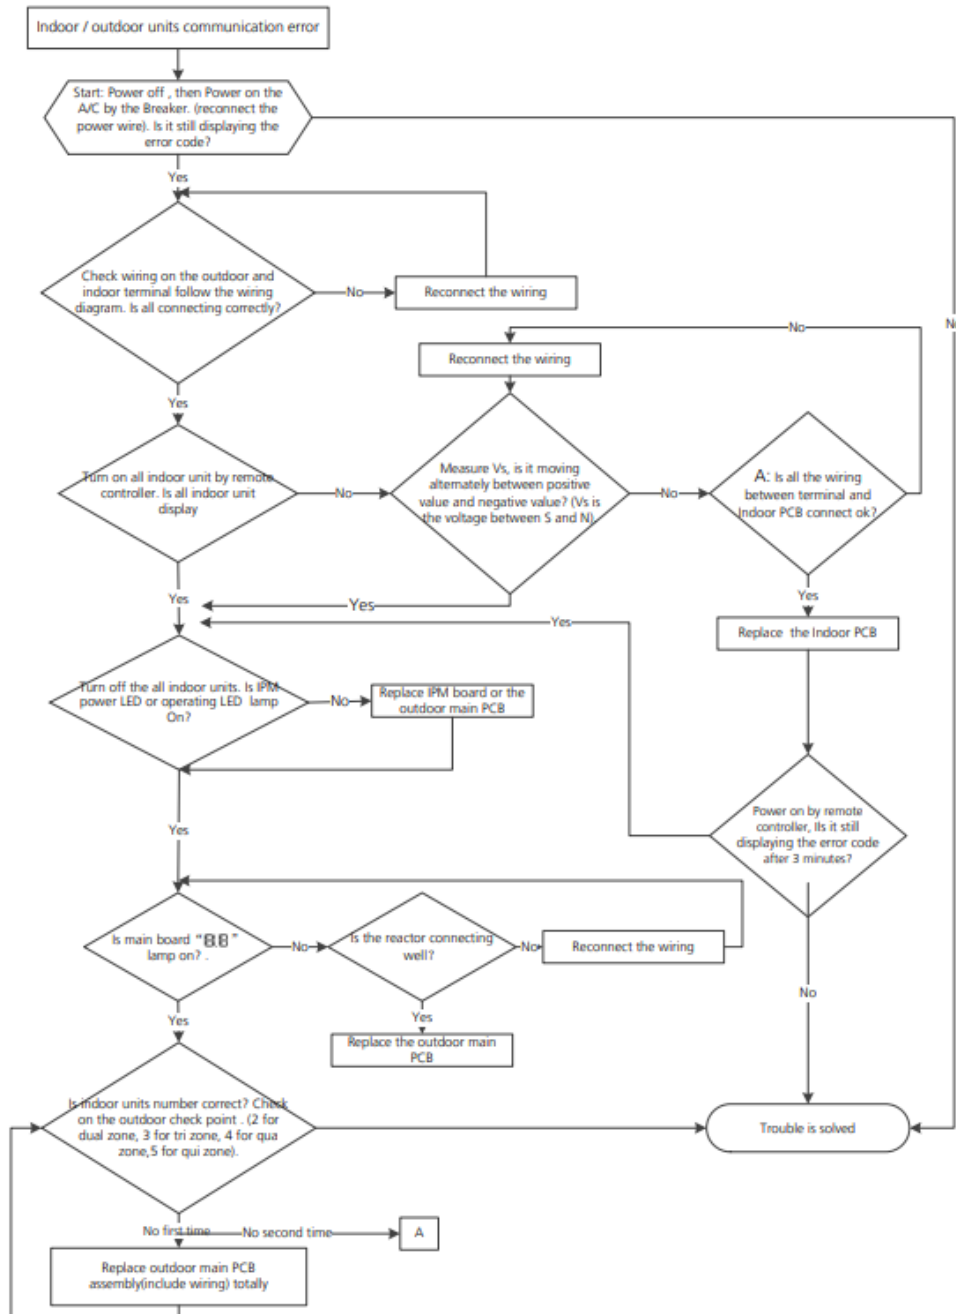 Indoor / outdoor units communication error
Start: Power off , then Power on the
A/C by the Breaker. (reconnect the
power wire). Is it still displaying the
error code?
Yes
Check wiring on the outdoor and
indoor terminal follow the wiring
diagram. Is all connecting correctly?
No
Reconnect the wiring
No
No
Reconnect the wiring
Yes
Turn on all indoor unit by remote
controller. Is all indoor unit
display
No
Measure Vs, is it moving
alternately between positive
value and negative value? (Vs is
the voltage between S and N).
No
A: Is all the wiring
between terminal and
Indoor PCB connect ok?
Yes
Yes
Yes
Yes
Replace the Indoor PCB
Turn off the all indoor units. Is IPM
power LED or operating LED lamp
On?
No
Replace IPM board or the
outdoor main PCB
Yes
Power on by remote
controller, IIs it still
displaying the error code
after 3 minutes?
Is main board “8.8”
lamp on? .
No
Is the reactor connecting
well?
No
Reconnect the wiring
No
Yes
Yes
Replace the outdoor main
PCB
Is indoor units number correct? Check
on the outdoor check point . (2 for
dual zone, 3 for tri zone, 4 for qua
zone,5 for qui zone).
Trouble is solved
No first time
No second time
A
Replace outdoor main PCB
assembly(include wiring) totally